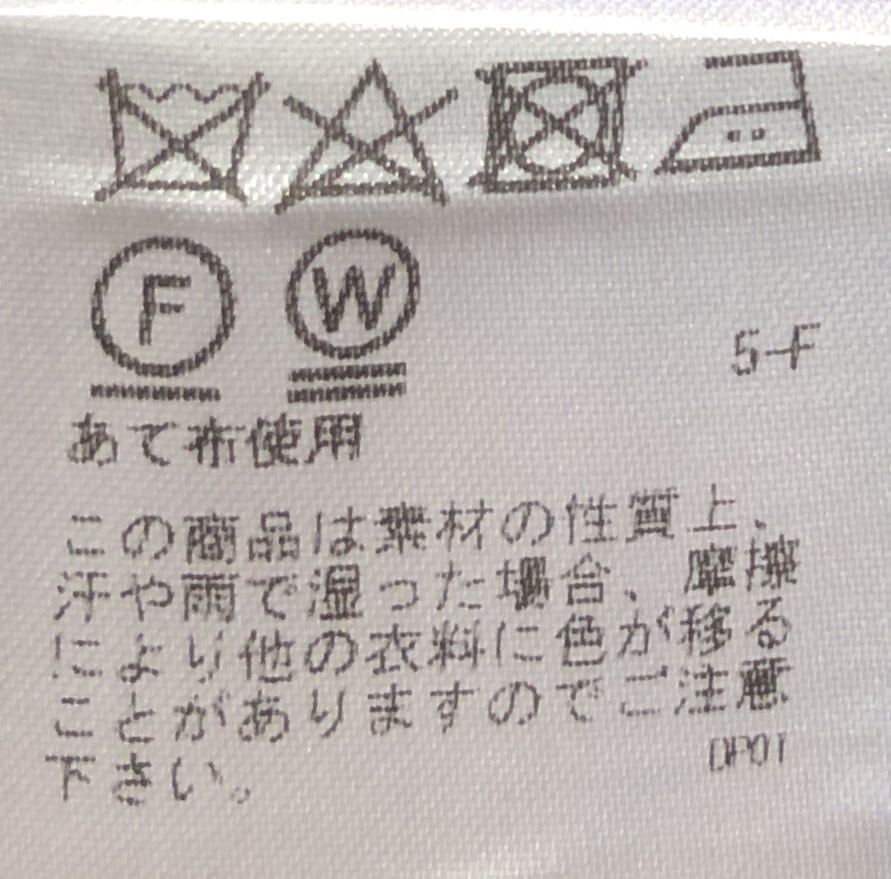 F W
5-F
あて布使用
この商品は素材の性質上、
汗や雨で湿った場合、摩擦
により他の衣料に色が移る
ことがありますのでご注意
下さい。
DP01